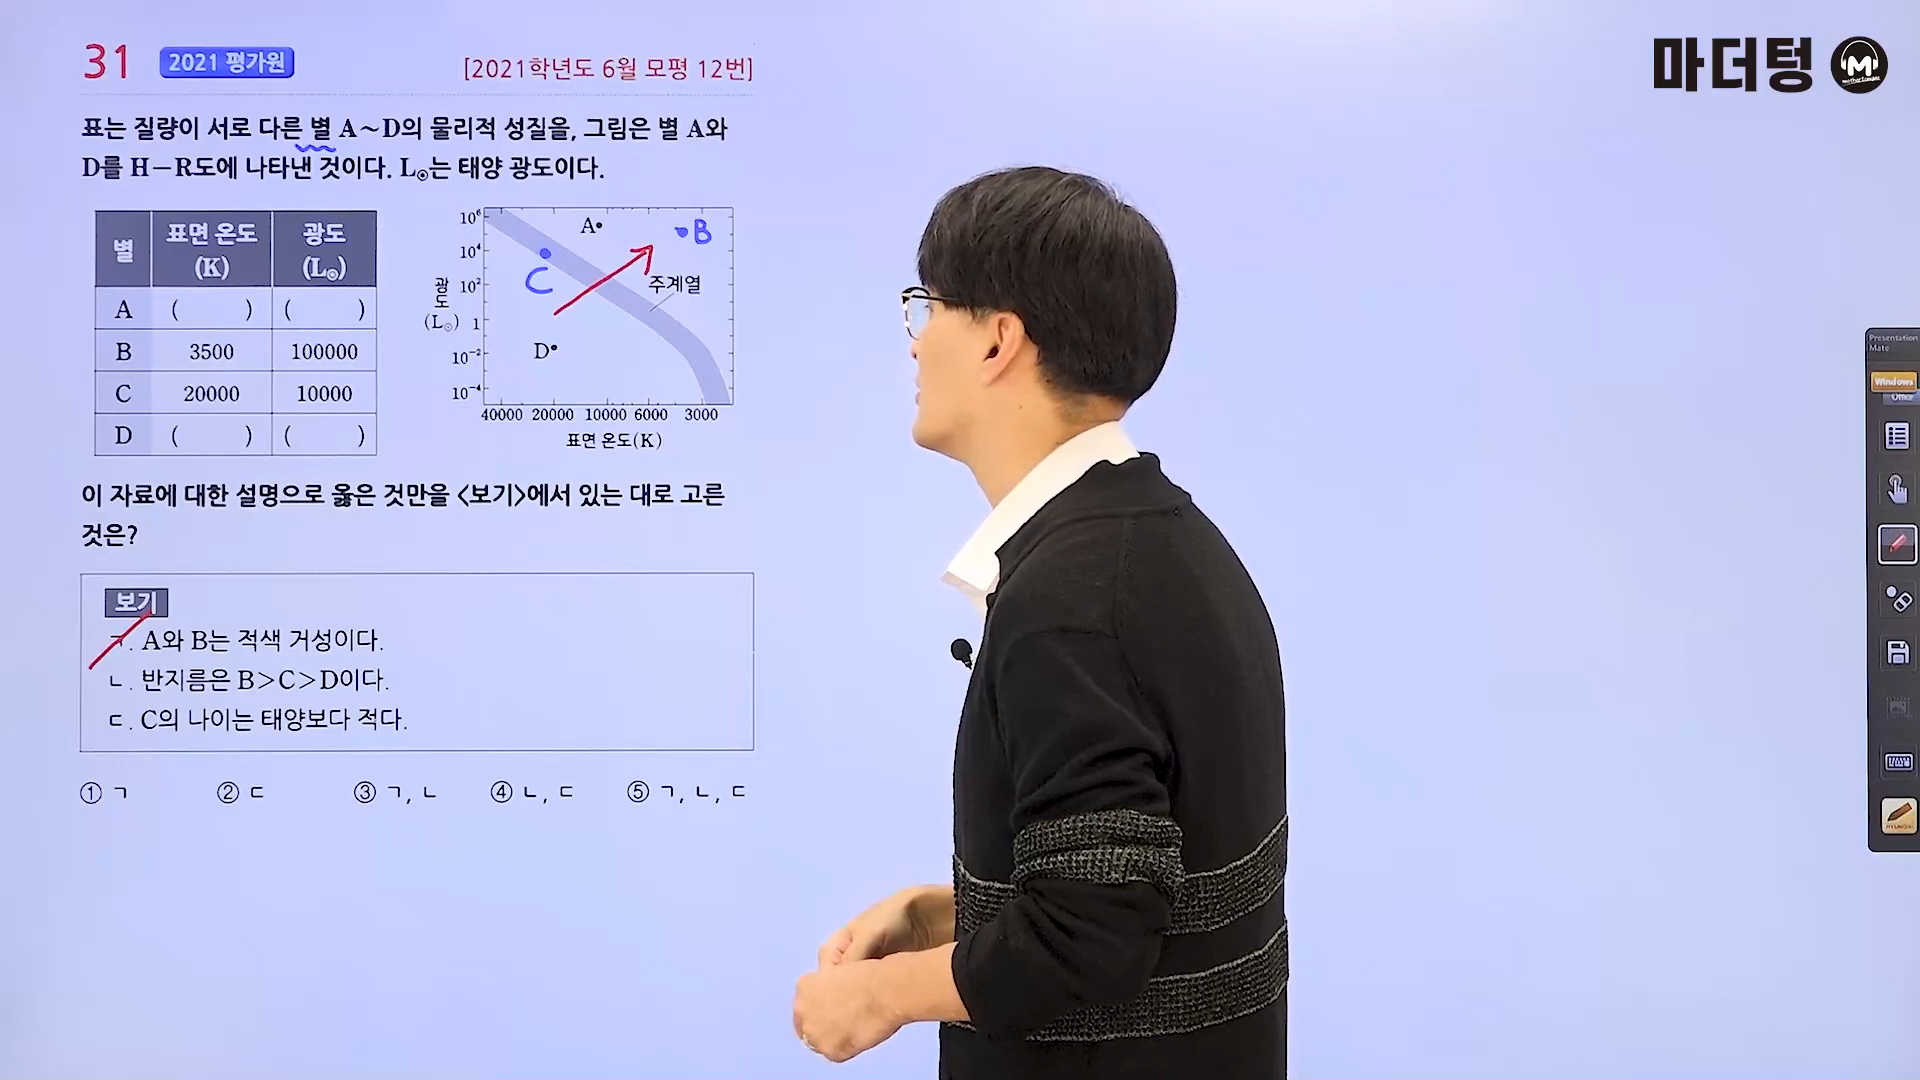 마더텅
31 2021 평가원 [2021학년도 6월 모평 12번]
표는 질량이 서로 다른 별 A~D의 물리적 성질을, 그림은 별 A와
D를 H-R도에 나타낸 것이다. L⊙는 태양 광도이다.
별 표면 온도(K) 광도(L⊙)
A ( ) ( )
B 3500 100000
C 20000 10000
D ( ) ( )
광도(L⊙)
10⁶
10⁴
10²
1
10⁻²
10⁻⁴
A
B
C
주계열
D
40000 20000 10000 6000 3000
표면 온도(K)
이 자료에 대한 설명으로 옳은 것만을 <보기>에서 있는 대로 고른
것은?
보기
ㄱ. A와 B는 적색 거성이다.
ㄴ. 반지름은 B>C>D이다.
ㄷ. C의 나이는 태양보다 적다.
① ㄱ ② ㄷ ③ ㄱ, ㄴ ④ ㄴ, ㄷ ⑤ ㄱ, ㄴ, ㄷ
Presentation
Mate
Windows
Office